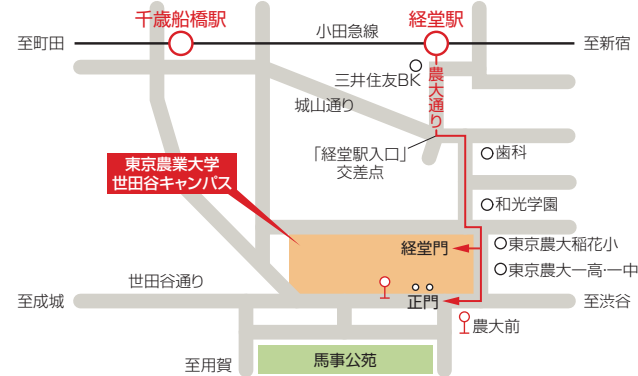 千歳船橋駅
経堂駅
小田急線
至町田
至新宿
三井住友BK
農大通り
城山通り
「経堂駅入口」
交差点
歯科
東京農業大学
世田谷キャンパス
和光学園
経堂門
東京農大稲花小
東京農大一高・一中
世田谷通り
至成城
正門
至渋谷
農大前
至用賀
馬事公苑